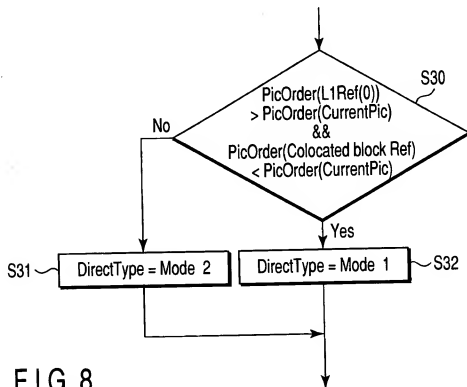 S30
PicOrder(L1Ref(0))
> PicOrder(CurrentPic)
&&
PicOrder(Colocated block Ref)
< PicOrder(CurrentPic)
No
Yes
S31
DirectType = Mode 2
DirectType = Mode 1
S32
FIG. 8